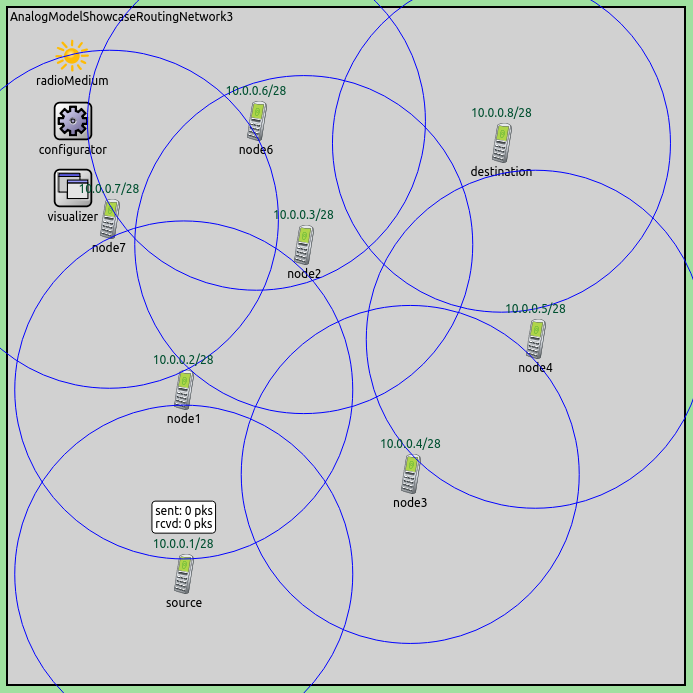 AnalogModelShowcaseRoutingNetwork3
radioMedium
10.0.0.6/28
node6
configurator
10.0.0.8/28
destination
10.0.0.7/28
visualizer
node7
10.0.0.3/28
node2
10.0.0.5/28
node4
10.0.0.2/28
node1
10.0.0.4/28
node3
sent: 0 pks
rcvd: 0 pks
10.0.0.1/28
source